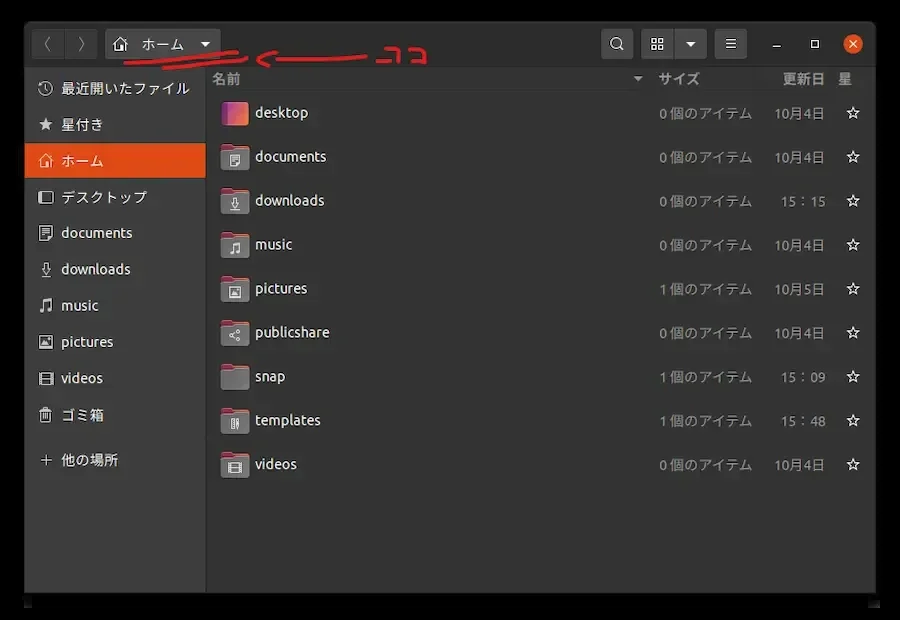 ホーム
ココ
名前 サイズ 更新日 星
最近開いたファイル
星付き
ホーム
デスクトップ
documents
downloads
music
pictures
videos
ゴミ箱
他の場所
desktop 0 個のアイテム 10月4日
documents 0 個のアイテム 10月4日
downloads 0 個のアイテム 15：15
music 0 個のアイテム 10月4日
pictures 1 個のアイテム 10月5日
publicshare 0 個のアイテム 10月4日
snap 1 個のアイテム 15：09
templates 1 個のアイテム 15：48
videos 0 個のアイテム 10月4日